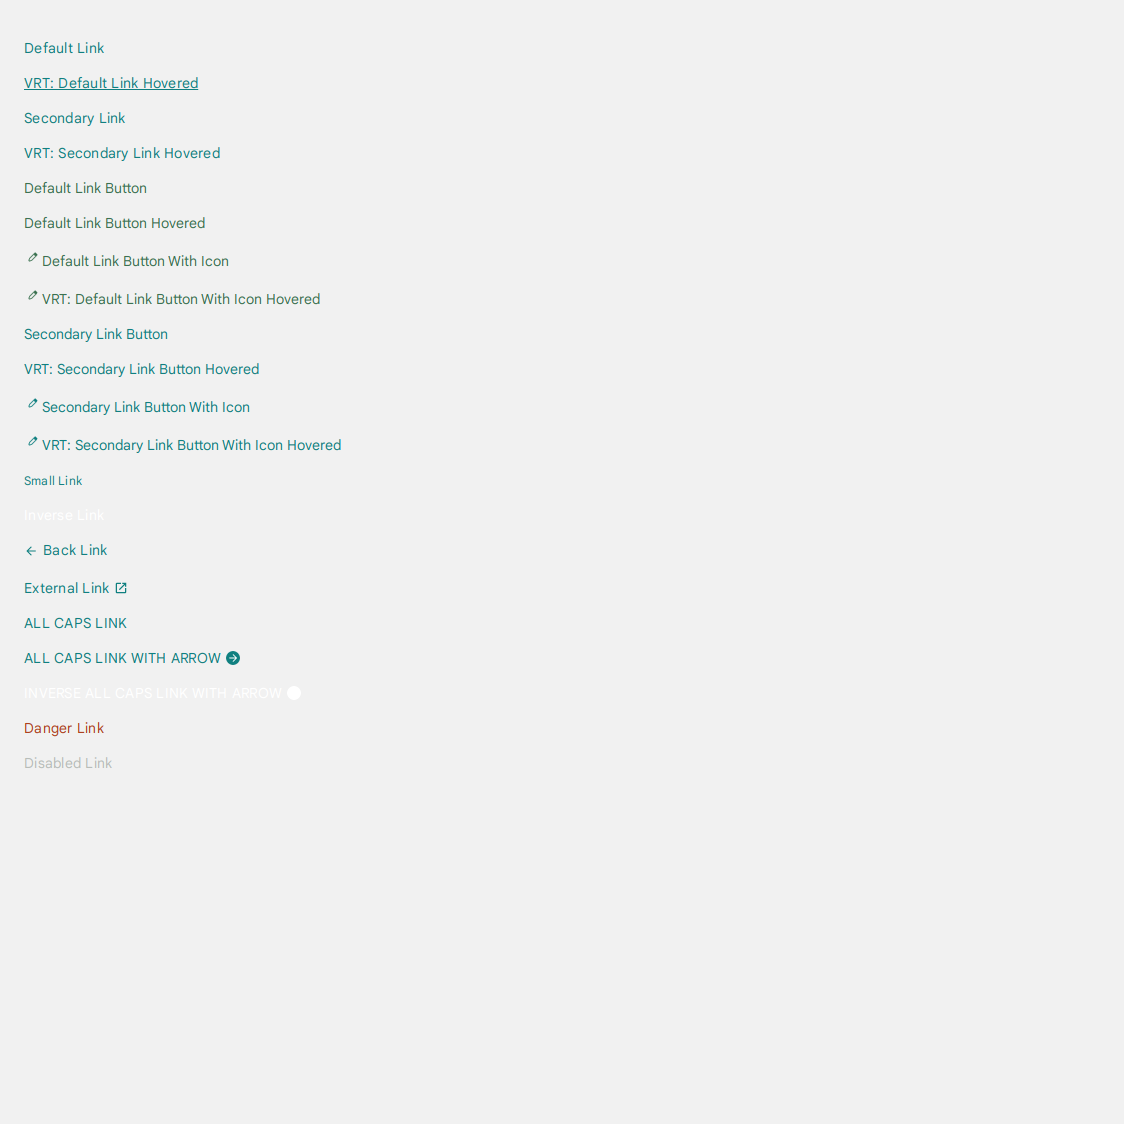 Default Link
VRT: Default Link Hovered
Secondary Link
VRT: Secondary Link Hovered
Default Link Button
Default Link Button Hovered
Default Link Button With Icon
VRT: Default Link Button With Icon Hovered
Secondary Link Button
VRT: Secondary Link Button Hovered
Secondary Link Button With Icon
VRT: Secondary Link Button With Icon Hovered
Small Link
Inverse Link
Back Link
External Link
ALL CAPS LINK
ALL CAPS LINK WITH ARROW
INVERSE ALL CAPS LINK WITH ARROW
Danger Link
Disabled Link